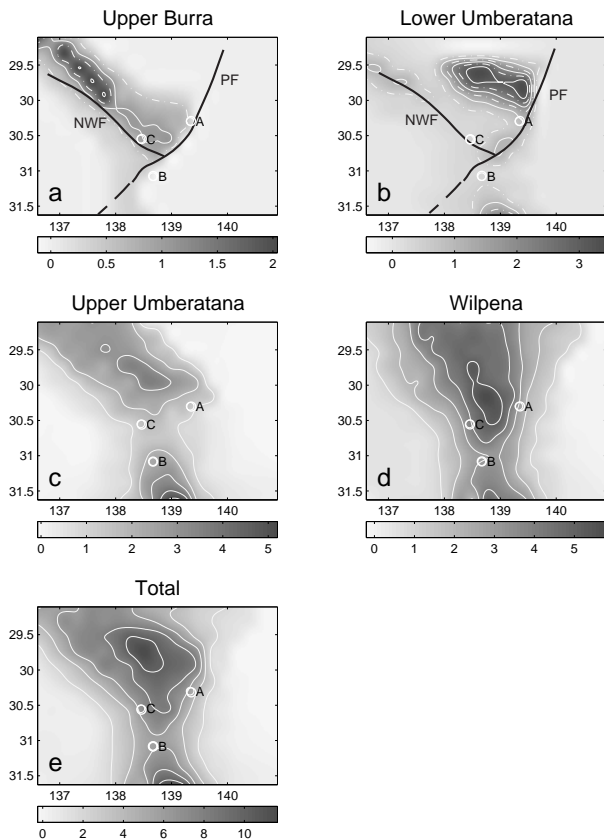 Upper Burra
Lower Umberatana
29.5
30
30.5
31
31.5
NWF
PF
A
C
B
a
137 138 139 140
0 0.5 1 1.5 2
29.5
30
30.5
31
31.5
NWF
PF
A
C
B
b
137 138 139 140
0 1 2 3
Upper Umberatana
Wilpena
29.5
30
30.5
31
31.5
A
C
B
c
137 138 139 140
0 1 2 3 4 5
29.5
30
30.5
31
31.5
A
C
B
d
137 138 139 140
0 1 2 3 4 5
Total
29.5
30
30.5
31
31.5
A
C
B
e
137 138 139 140
0 2 4 6 8 10